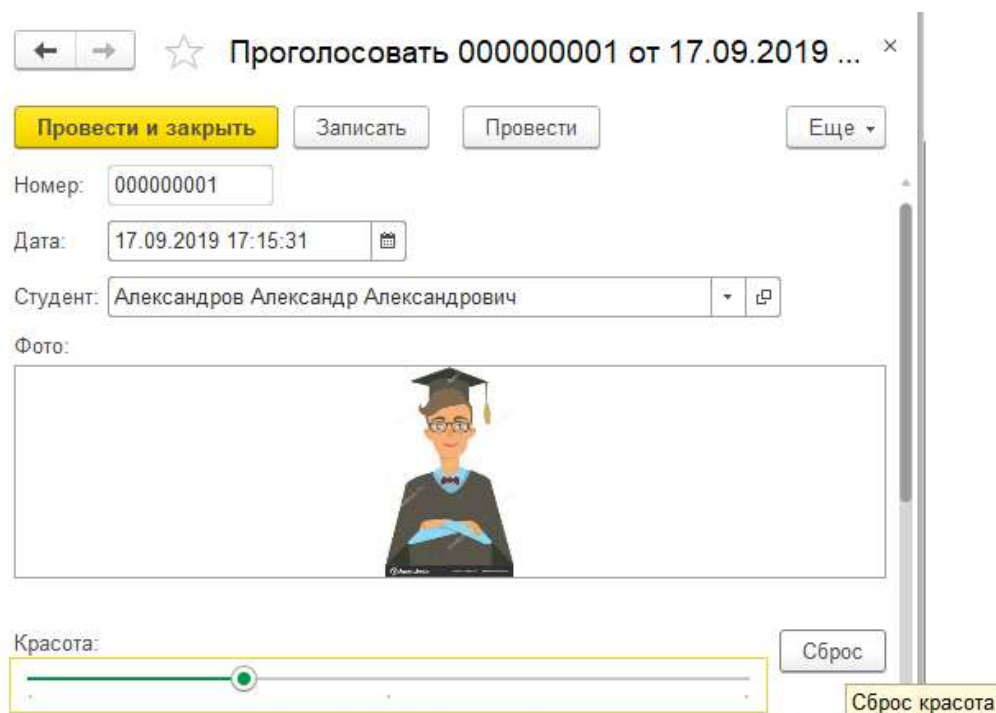 Проголосовать 000000001 от 17.09.2019 ...
Провести и закрыть Записать Провести Еще
Номер: 000000001
Дата: 17.09.2019 17:15:31
Студент: Александров Александр Александрович
Фото:
Красота:
Сброс
Сброс красота